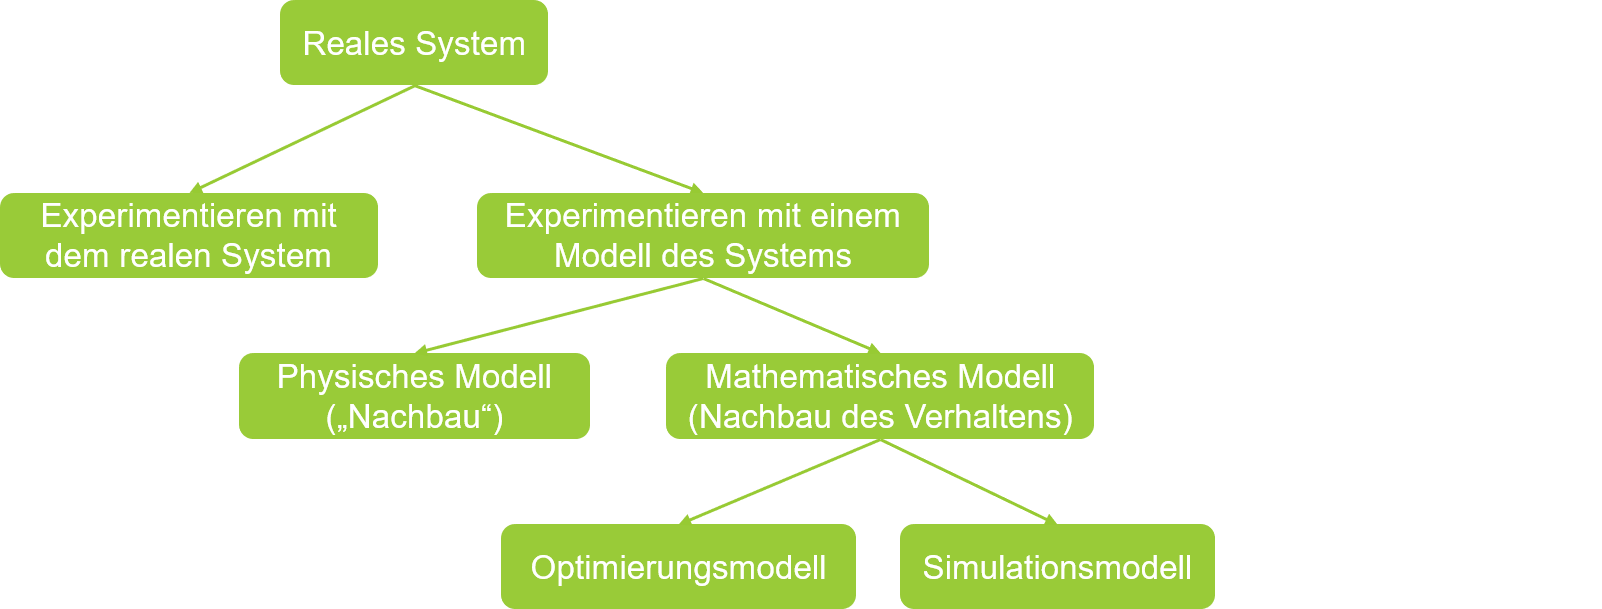 Reales System
Experimentieren mit
dem realen System
Experimentieren mit einem
Modell des Systems
Physisches Modell
(„Nachbau“)
Mathematisches Modell
(Nachbau des Verhaltens)
Optimierungsmodell
Simulationsmodell